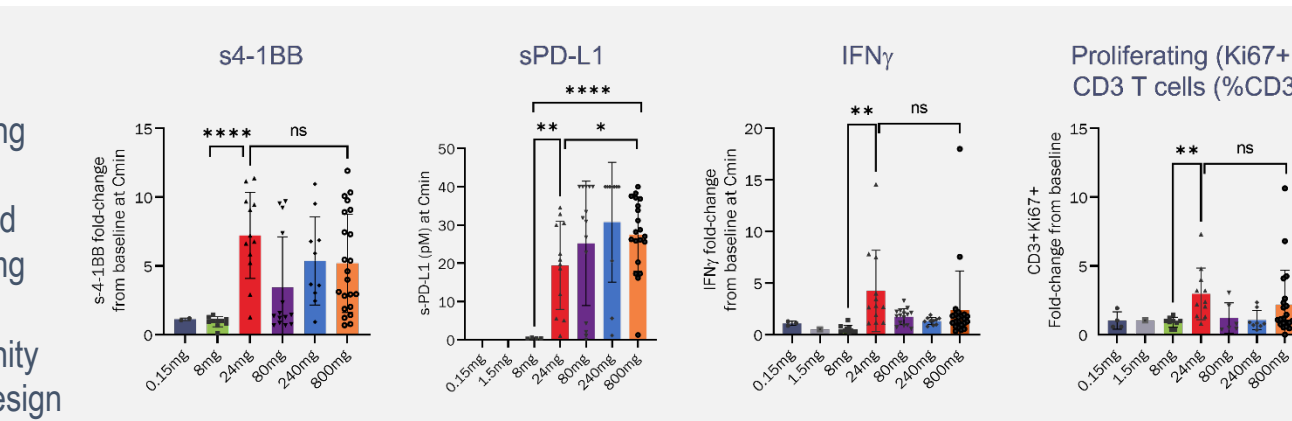 ng
d
ng
nity
esign
s4-1BB
s-4-1BB fold-change
from baseline at Cmin
15
10
5
0
****
ns
0.15mg
8mg
24mg
80mg
240mg
800mg
sPD-L1
s-PD-L1 (pM) at Cmin
50
40
30
20
10
0
****
**
*
0.15mg
1.5mg
8mg
24mg
80mg
240mg
800mg
IFNγ
IFNγ fold-change
from baseline at Cmin
20
15
10
5
0
**
ns
0.15mg
1.5mg
8mg
24mg
80mg
240mg
800mg
Proliferating (Ki67+
CD3 T cells (%CD3
CD3+Ki67+
Fold-change from baseline
15
10
5
0
**
ns
0.15mg
1.5mg
8mg
24mg
80mg
240mg
800mg